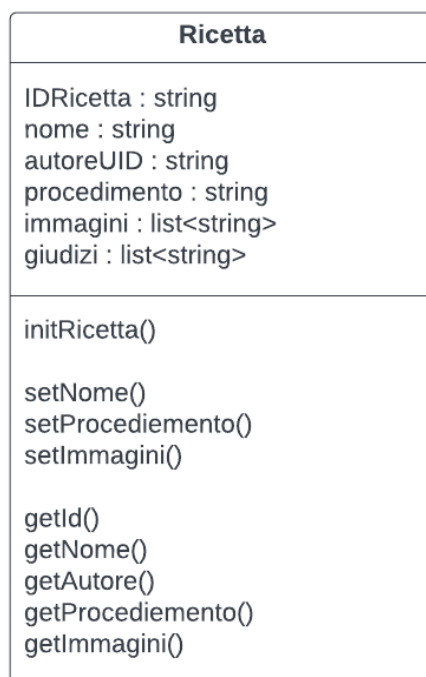 Ricetta
IDRicetta : string
nome : string
autoreUID : string
procedimento : string
immagini : list<string>
giudizi : list<string>
initRicetta()
setNome()
setProcediemento()
setImmagini()
getId()
getNome()
getAutore()
getProcediemento()
getImmagini()